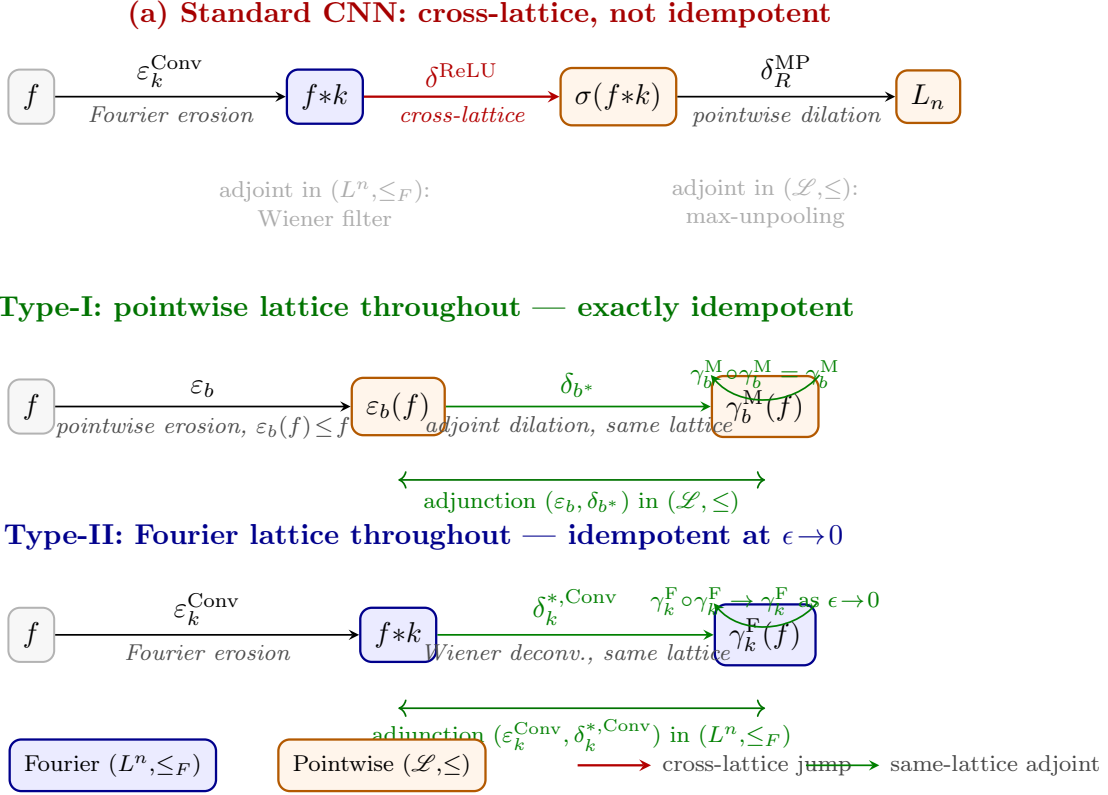 (a) Standard CNN: cross-lattice, not idempotent
f ε_k^Conv f∗k δ^ReLU σ(f∗k) δ_R^MP L_n
Fourier erosion cross-lattice pointwise dilation
adjoint in (L^n,≤_F): adjoint in (ℒ,≤):
Wiener filter max-unpooling
Type-I: pointwise lattice throughout — exactly idempotent
γ_b^M∘γ_b^M = γ_b^M
f ε_b ε_b(f) δ_b* γ_b^M(f)
pointwise erosion, ε_b(f)≤f adjoint dilation, same lattice
adjunction (ε_b, δ_b*) in (ℒ,≤)
Type-II: Fourier lattice throughout — idempotent at ϵ→0
γ_k^F∘γ_k^F → γ_k^F as ϵ→0
f ε_k^Conv f∗k δ_k^*,Conv γ_k^F(f)
Fourier erosion Wiener deconv., same lattice
adjunction (ε_k^Conv, δ_k^*,Conv) in (L^n,≤_F)
Fourier (L^n,≤_F) Pointwise (ℒ,≤) cross-lattice jump same-lattice adjoint